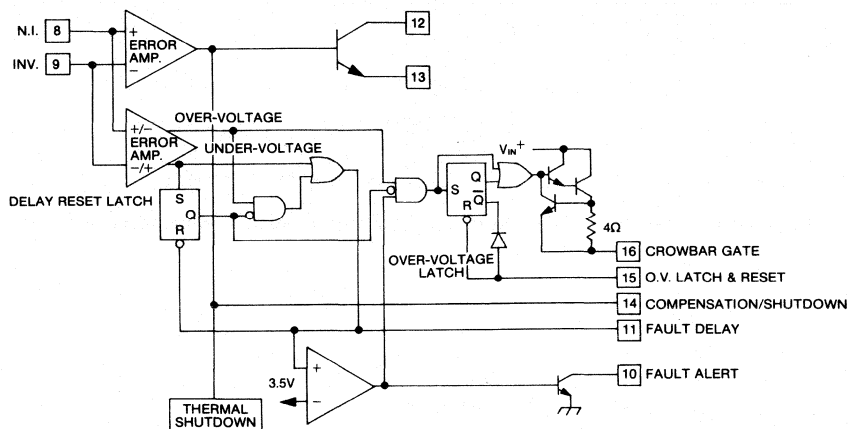 N.I. 8
INV. 9
+
ERROR
AMP.
−
12
13
OVER-VOLTAGE
+/−
ERROR
AMP.
−/+
UNDER-VOLTAGE
DELAY RESET LATCH
S
Q
R
S
Q
Q̅
R
OVER-VOLTAGE
LATCH
VIN+
4Ω
16 CROWBAR GATE
15 O.V. LATCH & RESET
14 COMPENSATION/SHUTDOWN
11 FAULT DELAY
10 FAULT ALERT
+
3.5V
−
THERMAL
SHUTDOWN